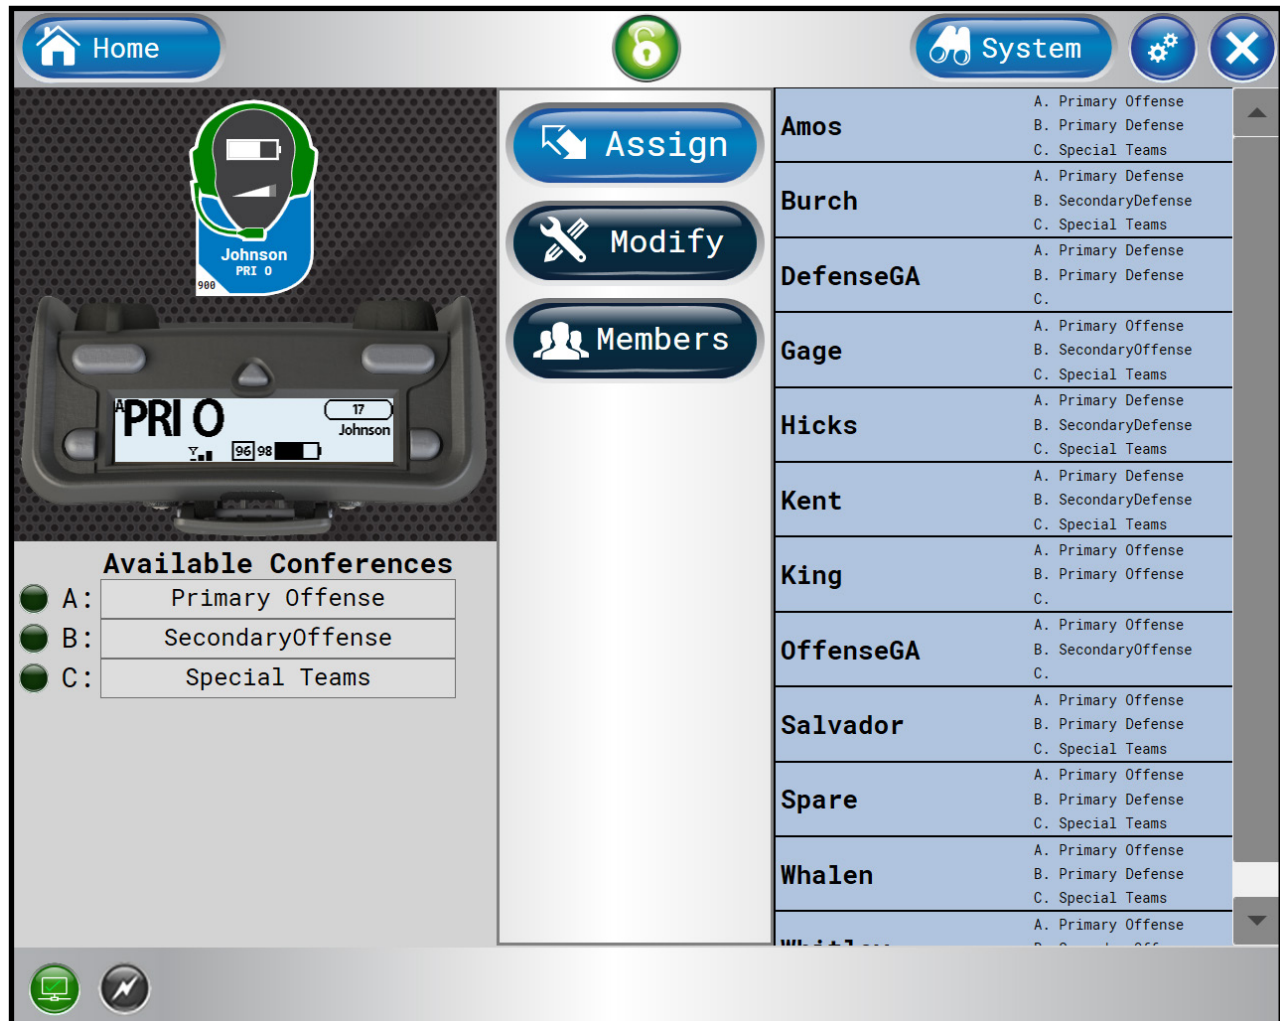 Home
System
Johnson
PRI O
900
A
PRI O
17
Johnson
96 98
Available Conferences
A: Primary Offense
B: SecondaryOffense
C: Special Teams
Assign
Modify
Members
Amos
A. Primary Offense
B. Primary Defense
C. Special Teams
Burch
A. Primary Defense
B. SecondaryDefense
C. Special Teams
DefenseGA
A. Primary Defense
B. Primary Defense
C.
Gage
A. Primary Offense
B. SecondaryOffense
C. Special Teams
Hicks
A. Primary Defense
B. SecondaryDefense
C. Special Teams
Kent
A. Primary Defense
B. SecondaryDefense
C. Special Teams
King
A. Primary Offense
B. Primary Offense
C.
OffenseGA
A. Primary Offense
B. SecondaryOffense
C.
Salvador
A. Primary Offense
B. Primary Defense
C. Special Teams
Spare
A. Primary Offense
B. Primary Defense
C. Special Teams
Whalen
A. Primary Offense
B. Primary Defense
C. Special Teams
A. Primary Offense